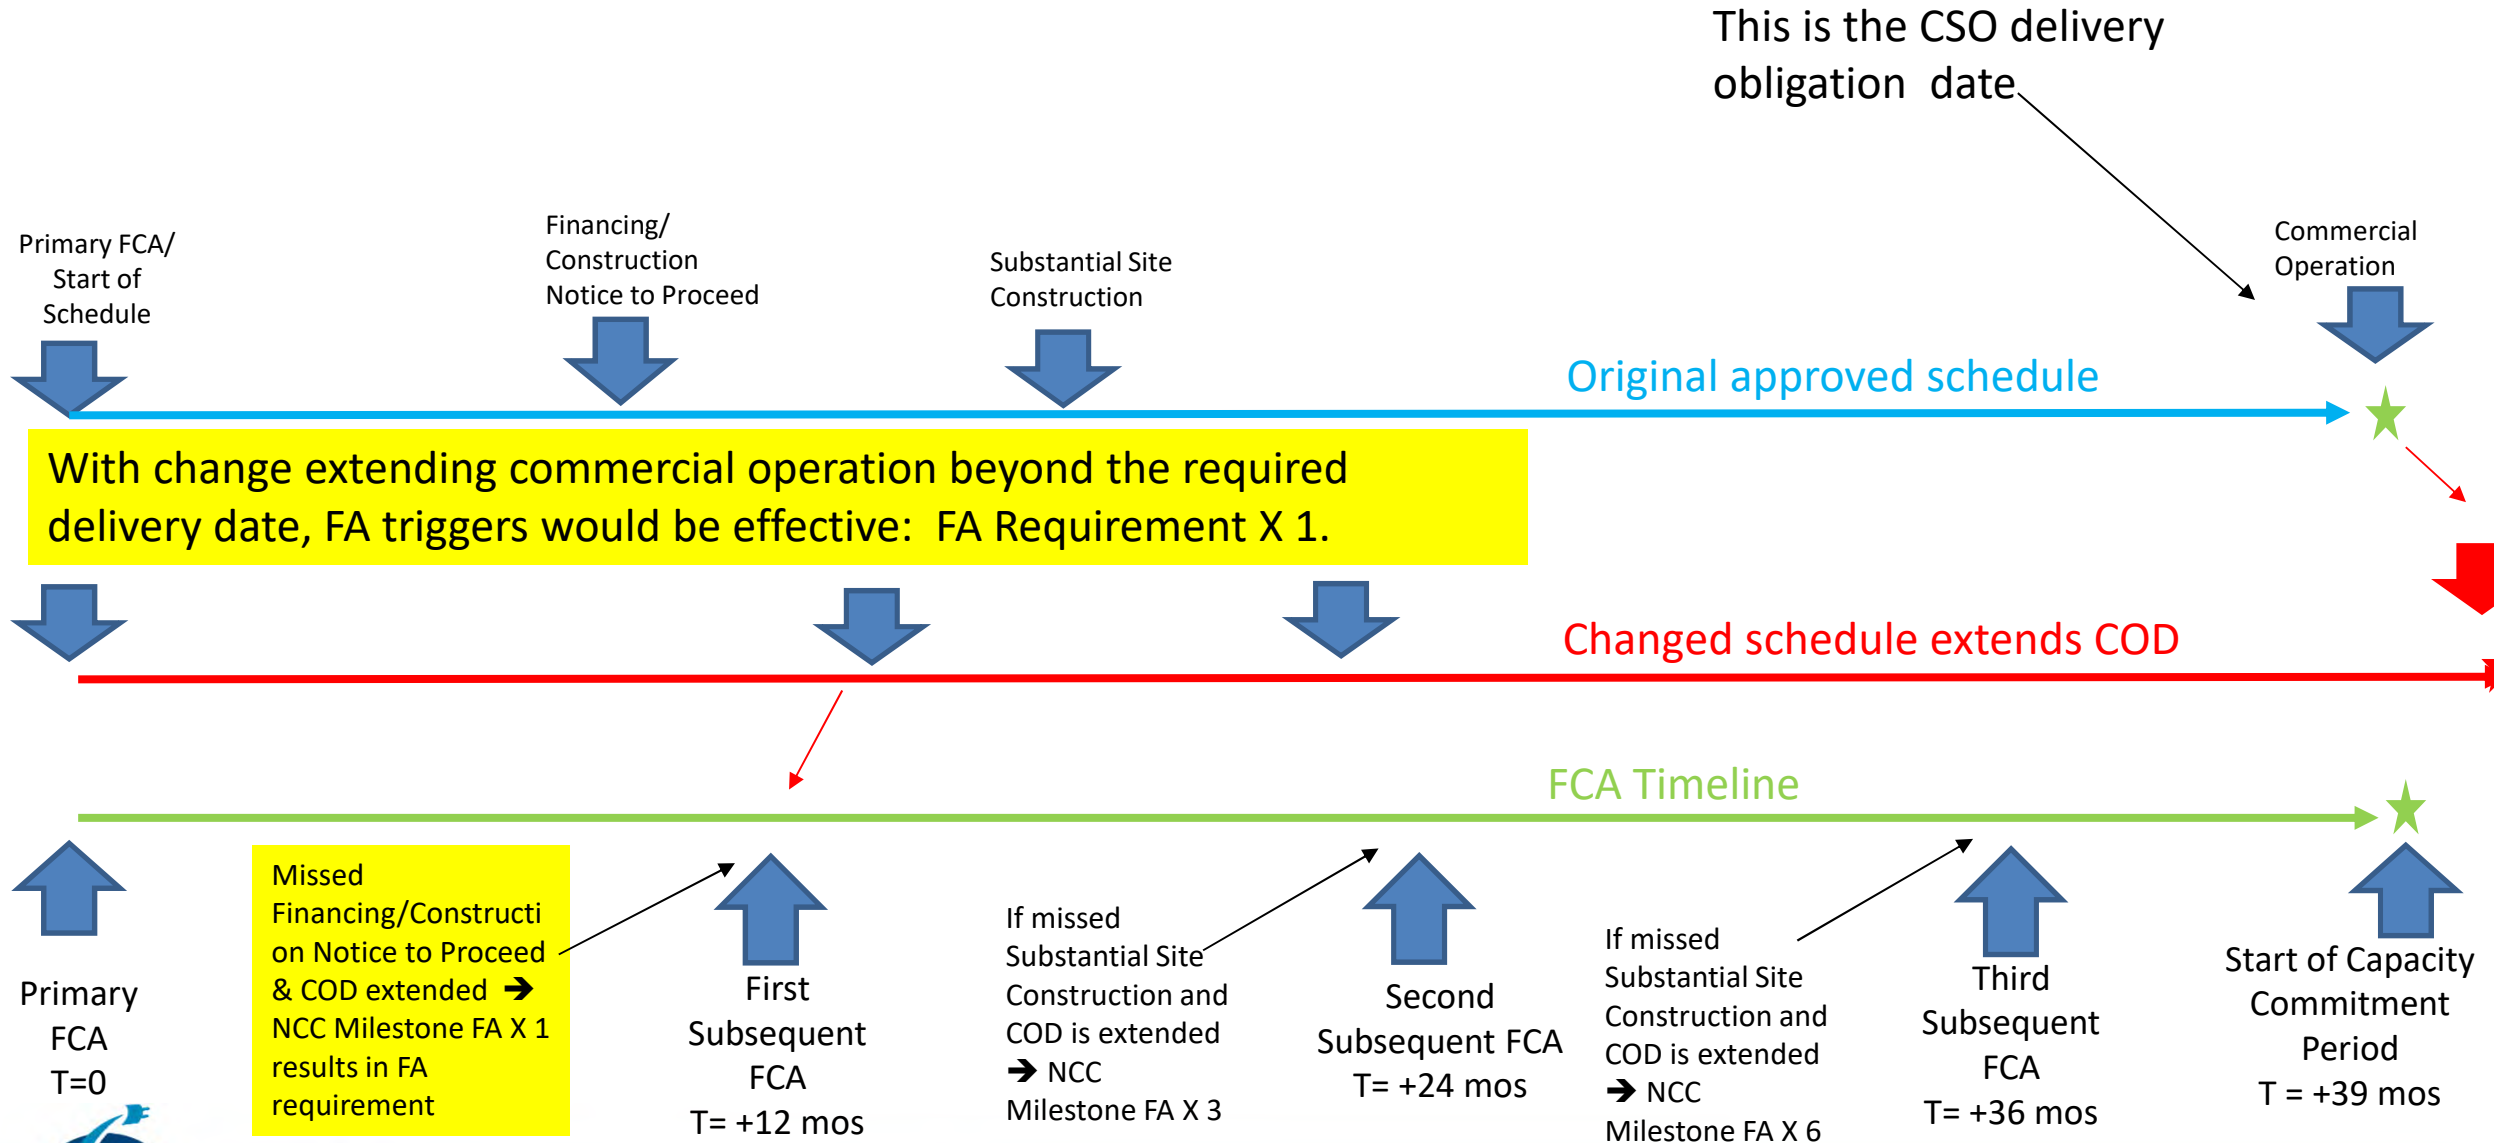 This is the CSO delivery
obligation  date
Primary FCA/
Start of
Schedule
Financing/
Construction
Notice to Proceed
Substantial Site
Construction
Commercial
Operation
Original approved schedule
With change extending commercial operation beyond the required
delivery date, FA triggers would be effective:  FA Requirement X 1.
Changed schedule extends COD
FCA Timeline
Primary
FCA
T=0
Missed
Financing/Constructi
on Notice to Proceed
& COD extended ➔
NCC Milestone FA X 1
results in FA
requirement
First
Subsequent
FCA
T= +12 mos
If missed
Substantial Site
Construction and
COD is extended
➔ NCC
Milestone FA X 3
Second
Subsequent FCA
T= +24 mos
If missed
Substantial Site
Construction and
COD is extended
➔ NCC
Milestone FA X 6
Third
Subsequent
FCA
T= +36 mos
Start of Capacity
Commitment
Period
T = +39 mos